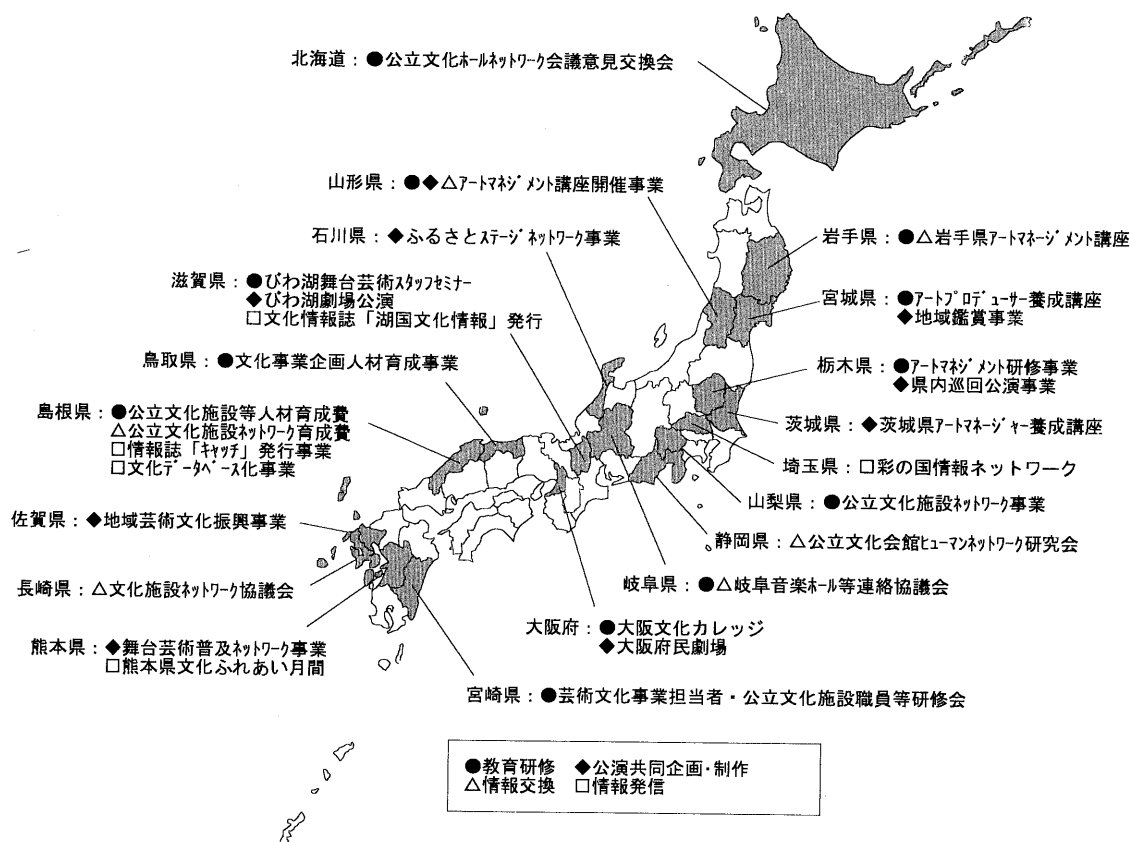 北海道：●公立文化ホールネットワーク会議意見交換会
山形県：●◆△アートマネジメント講座開催事業
石川県：◆ふるさとステージネットワーク事業
岩手県：●△岩手県アートマネージメント講座
滋賀県：●びわ湖舞台芸術スタッフセミナー
◆びわ湖劇場公演
□文化情報誌「湖国文化情報」発行
宮城県：●アートプロデューサー養成講座
◆地域鑑賞事業
鳥取県：●文化事業企画人材育成事業
栃木県：●アートマネジメント研修事業
◆県内巡回公演事業
島根県：●公立文化施設等人材育成費
△公立文化施設ネットワーク育成費
□情報誌「キャッチ」発行事業
□文化データベース化事業
茨城県：◆茨城県アートマネージャー養成講座
埼玉県：□彩の国情報ネットワーク
山梨県：●公立文化施設ネットワーク事業
佐賀県：◆地域芸術文化振興事業
静岡県：△公立文化会館ヒューマンネットワーク研究会
長崎県：△文化施設ネットワーク協議会
岐阜県：●△岐阜音楽ホール等連絡協議会
大阪府：●大阪文化カレッジ
◆大阪府民劇場
熊本県：◆舞台芸術普及ネットワーク事業
□熊本県文化ふれあい月間
宮崎県：●芸術文化事業担当者・公立文化施設職員等研修会
●教育研修　◆公演共同企画・制作
△情報交換　□情報発信